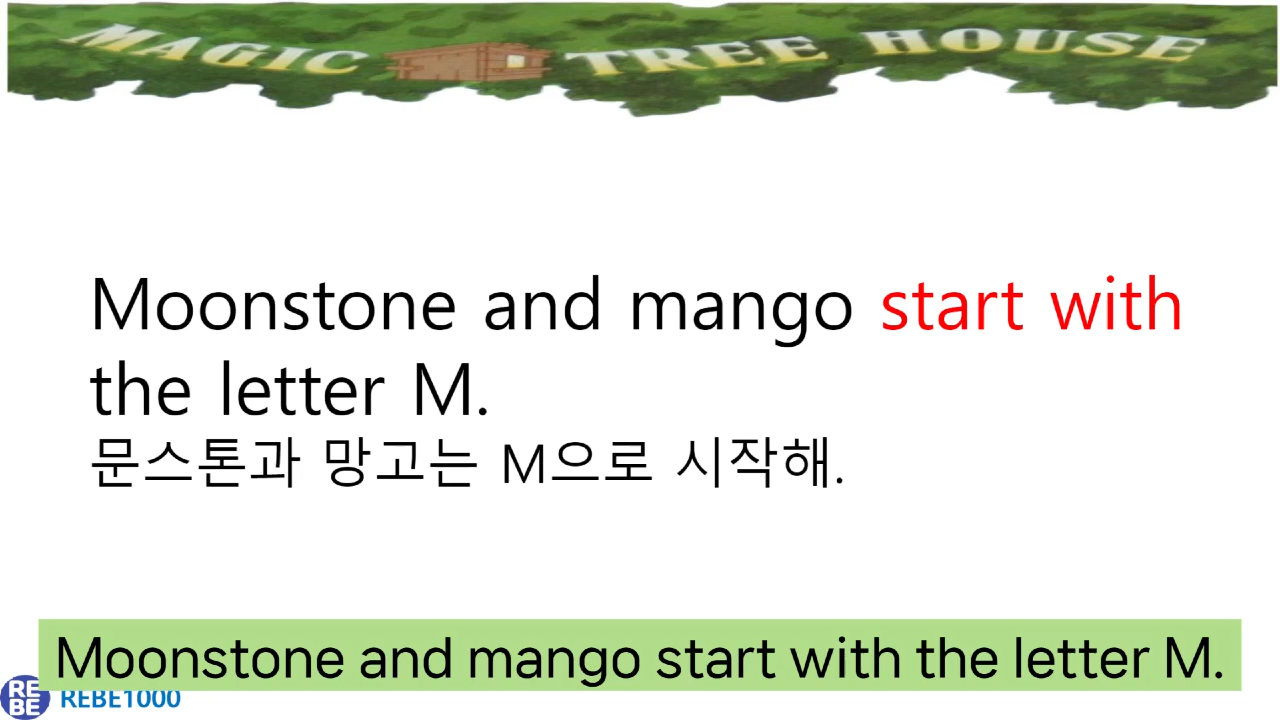 MAGIC TREE HOUSE
Moonstone and mango start with
the letter M.
문스톤과 망고는 M으로 시작해.
Moonstone and mango start with the letter M.
RE
BE
REBE1000